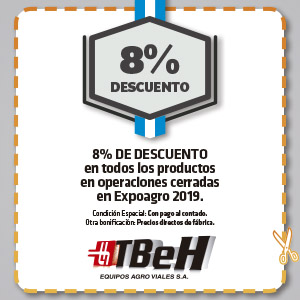 8%
DESCUENTO
8% DE DESCUENTO
en todos los productos
en operaciones cerradas
en Expoagro 2019.
Condición Especial: Con pago al contado.
Otra bonificación: Precios directos de fábrica.
TBeH
EQUIPOS AGRO VIALES S.A.